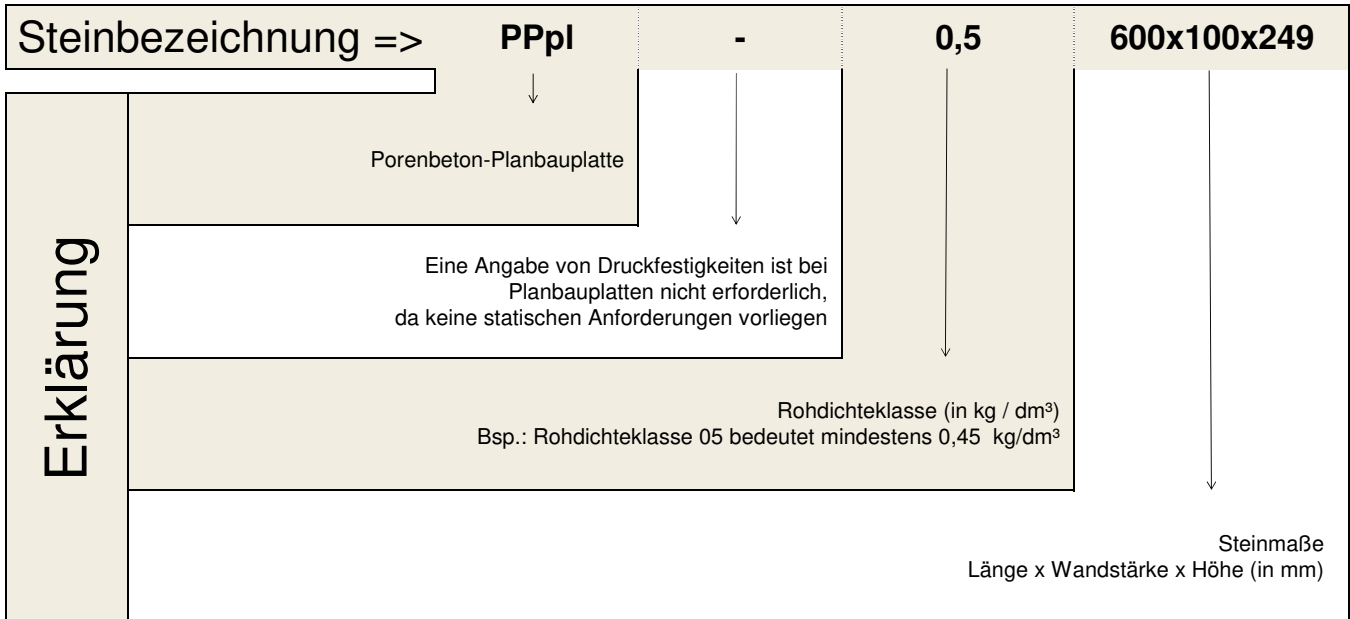 Steinbezeichnung => PPpl - 0,5 600x100x249
Erklärung
Porenbeton-Planbauplatte
Eine Angabe von Druckfestigkeiten ist bei
Planbauplatten nicht erforderlich,
da keine statischen Anforderungen vorliegen
Rohdichteklasse (in kg / dm³)
Bsp.: Rohdichteklasse 05 bedeutet mindestens 0,45 kg/dm³
Steinmaße
Länge x Wandstärke x Höhe (in mm)